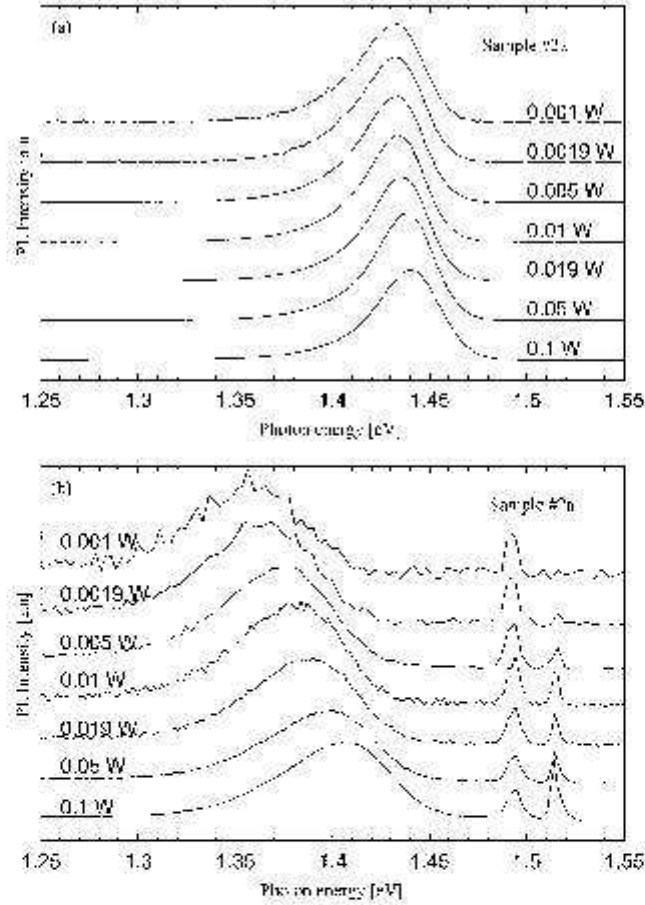 (a)
Sample
0.001 W
0.0019 W
0.005 W
0.01 W
0.019 W
0.05 W
0.1 W
PL Intensity
1.25 1.3 1.35 1.4 1.45 1.5 1.55
Photon energy [eV]
(b)
Sample
0.001 W
0.0019 W
0.005 W
0.01 W
0.019 W
0.05 W
0.1 W
PL Intensity
1.25 1.3 1.35 1.4 1.45 1.5 1.55
Photon energy [eV]